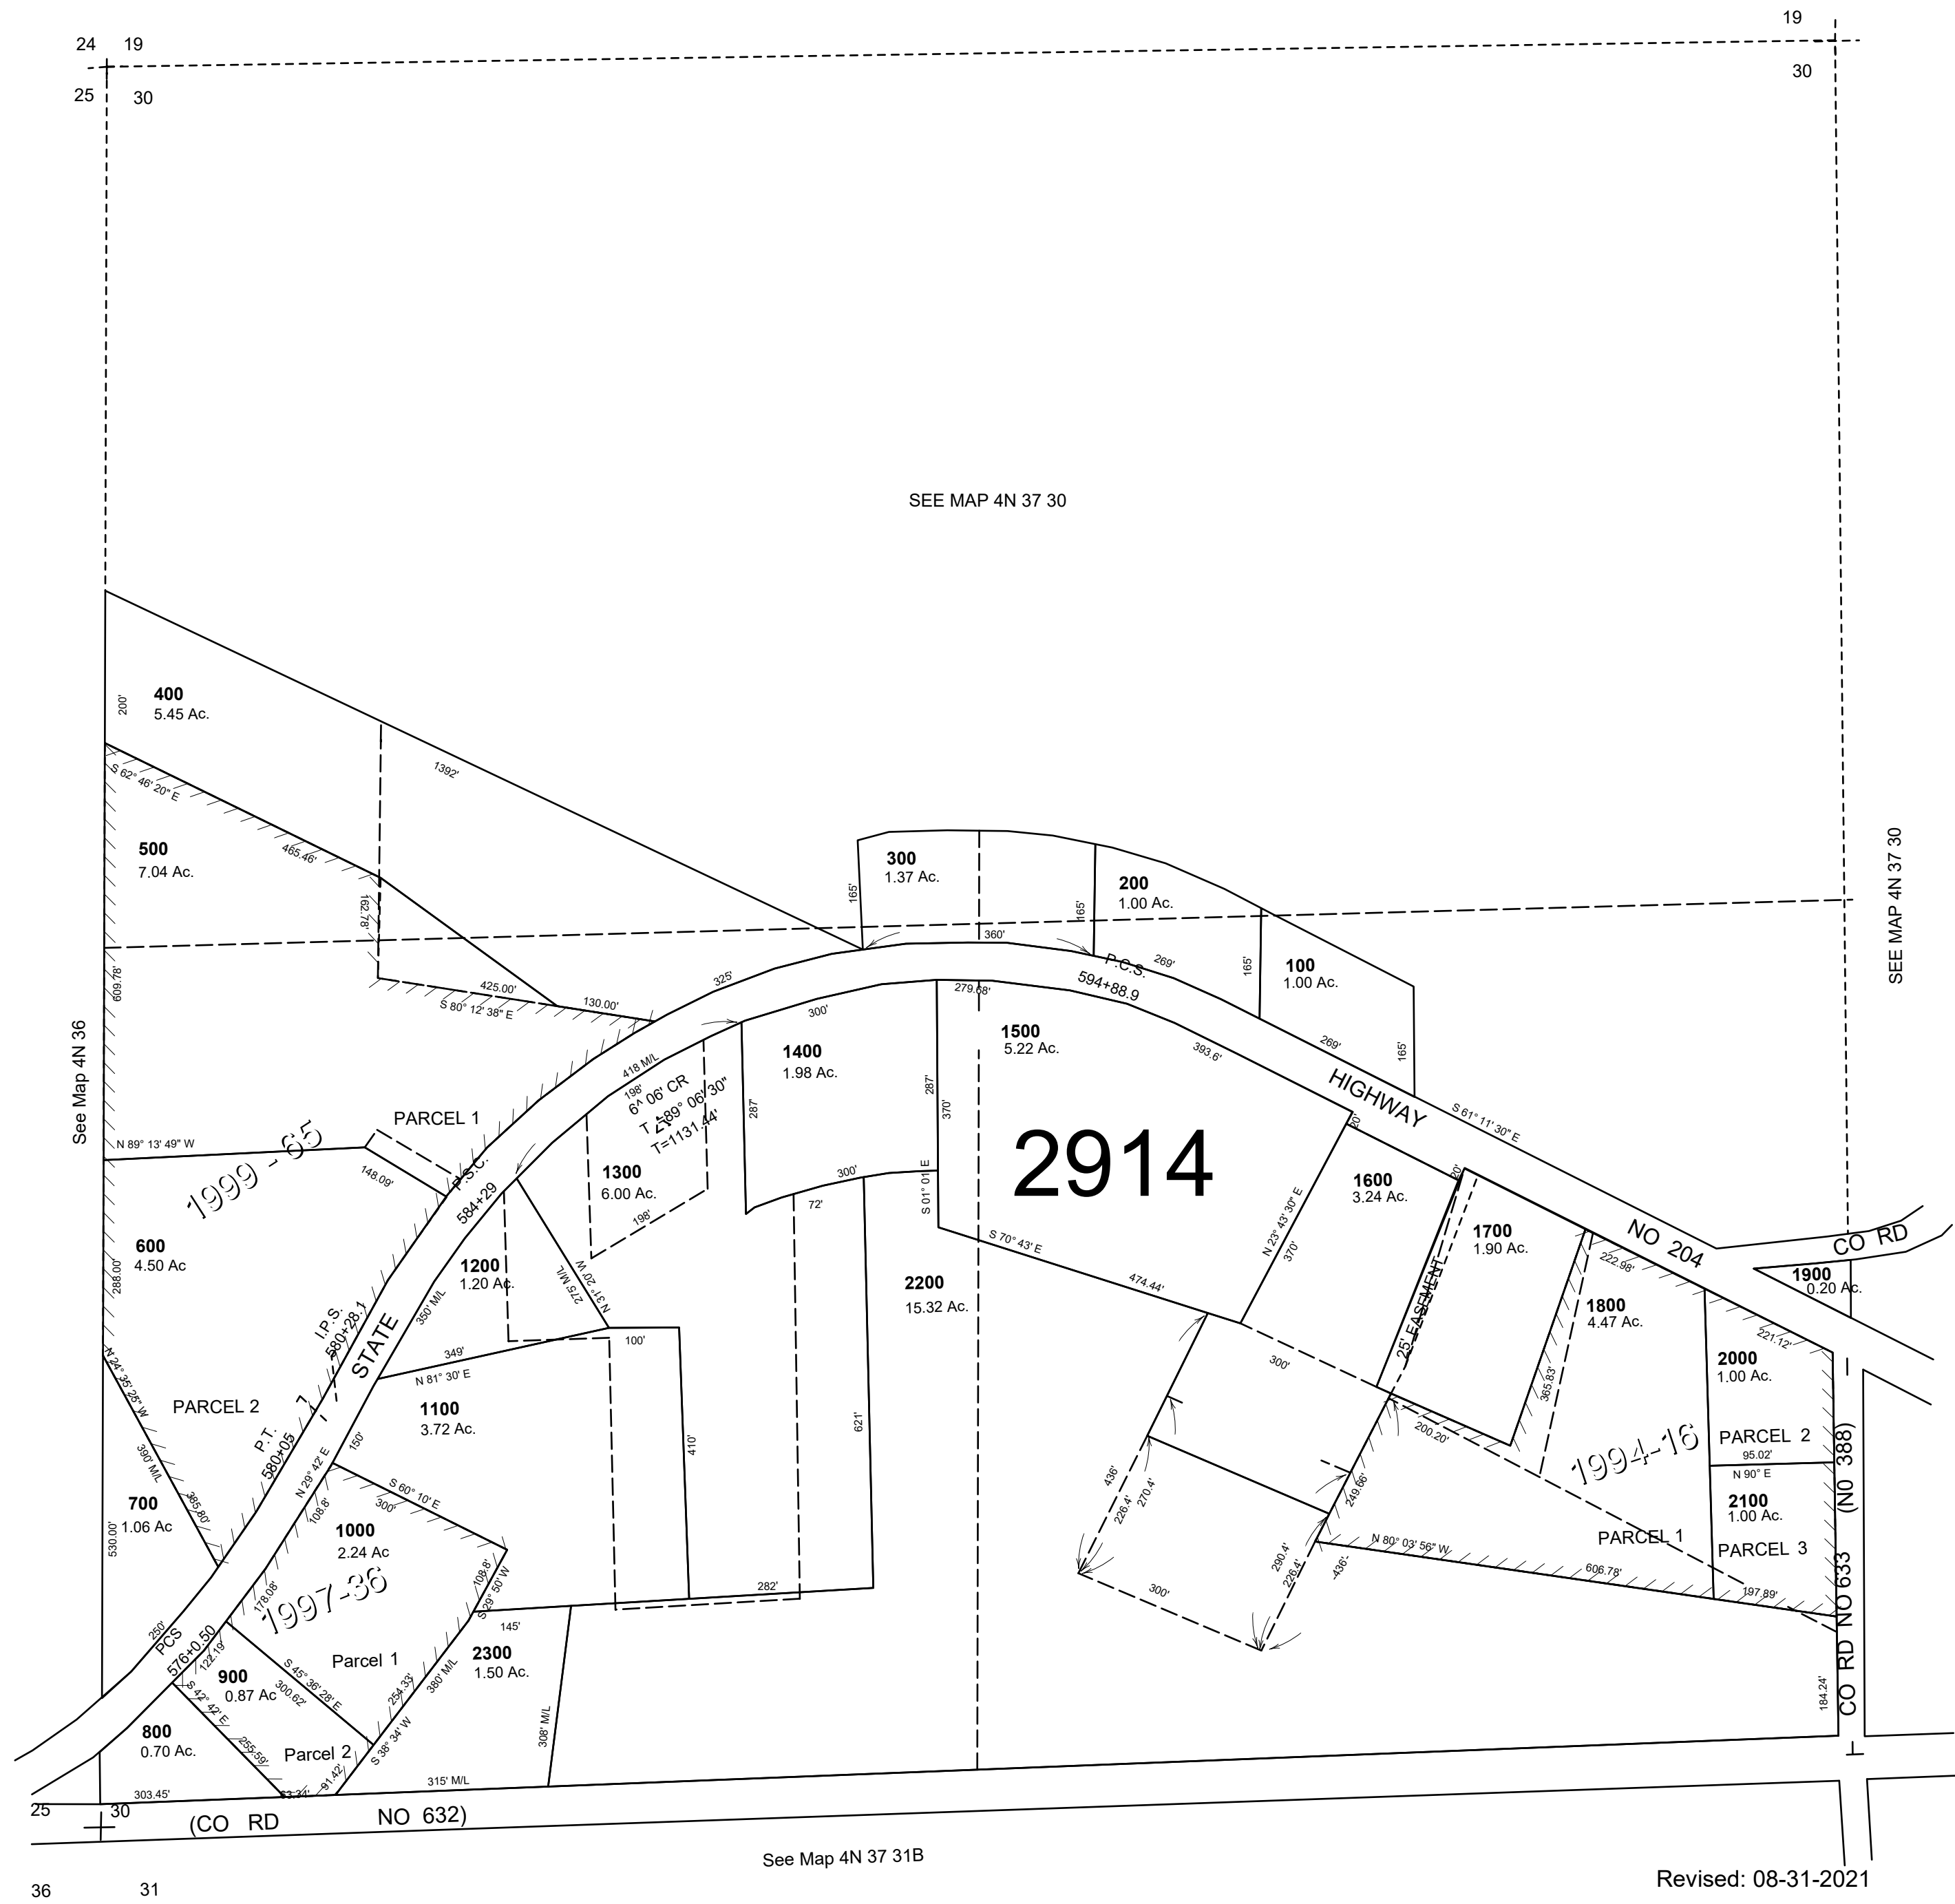 19
24 19
30
25 30
SEE MAP 4N 37 30
400
5.45 Ac.
200'
1392'
S 62° 46' 20" E
465.46'
500
7.04 Ac.
162.78'
300
1.37 Ac.
165'
200
1.00 Ac.
165'
360'
P.C.S.
594+88.9
269'
165'
100
1.00 Ac.
269'
165'
SEE MAP 4N 37 30
609.78'
425.00'
S 80° 12' 38" E
130.00'
325'
300'
279.68'
See Map 4N 36
PARCEL 1
N 89° 13' 49" W
1999 - 65
148.09'
P.S.C.
584+29
418 M/L
198'
6^ 06' CR
T ∠89° 06' 30"
T=1131.44'
1300
6.00 Ac.
198'
1400
1.98 Ac.
287'
287'
370'
300'
72'
S 01° 01' E
1500
5.22 Ac.
393.6'
2914
HIGHWAY
S 61° 11' 30" E
20'
20'
N 23° 43' 30" E
370'
1600
3.24 Ac.
1700
1.90 Ac.
NO 204
CO RD
1900
0.20 Ac.
222.98'
221.12'
600
4.50 Ac
288.00'
I.P.S.
580+28.1
STATE
350' M/L
1200
1.20 Ac.
275' M/L
N 31° 20' W
349'
N 81° 30' E
100'
2200
15.32 Ac.
S 70° 43' E
474.44'
300'
25' EASEMENT
365.83'
1800
4.47 Ac.
2000
1.00 Ac.
PARCEL 2
95.02'
N 90° E
2100
1.00 Ac.
PARCEL 3
PARCEL 1
1994-16
200.20'
N 24° 35' 25" W
PARCEL 2
390' M/L
385.80'
P.T.
580+05
N 29° 42' E
150'
1100
3.72 Ac.
410'
621'
436'
226.4'
270.4'
249.66'
290.4'
226.4'
-436'-
300'
N 80° 03' 56" W
606.78'
197.89'
CO RD NO 633 (N0 388)
184.24'
700
1.06 Ac
530.00'
108.8'
S 60° 10' E
300'
1000
2.24 Ac
108.8'
S 29° 50' W
178.08'
1997-36
282'
145'
250'
PCS
576+0.50
122.19'
Parcel 1
2300
1.50 Ac.
900
0.87 Ac
S 45° 36' 28" E
300.62'
254.33'
380' M/L
S 42° 42' E
255.59'
800
0.70 Ac.
Parcel 2
91.42'
S 38° 34' W
308' M/L
303.45'
63.34'
315' M/L
25 30
(CO RD NO 632)
See Map 4N 37 31B
36 31
Revised: 08-31-2021